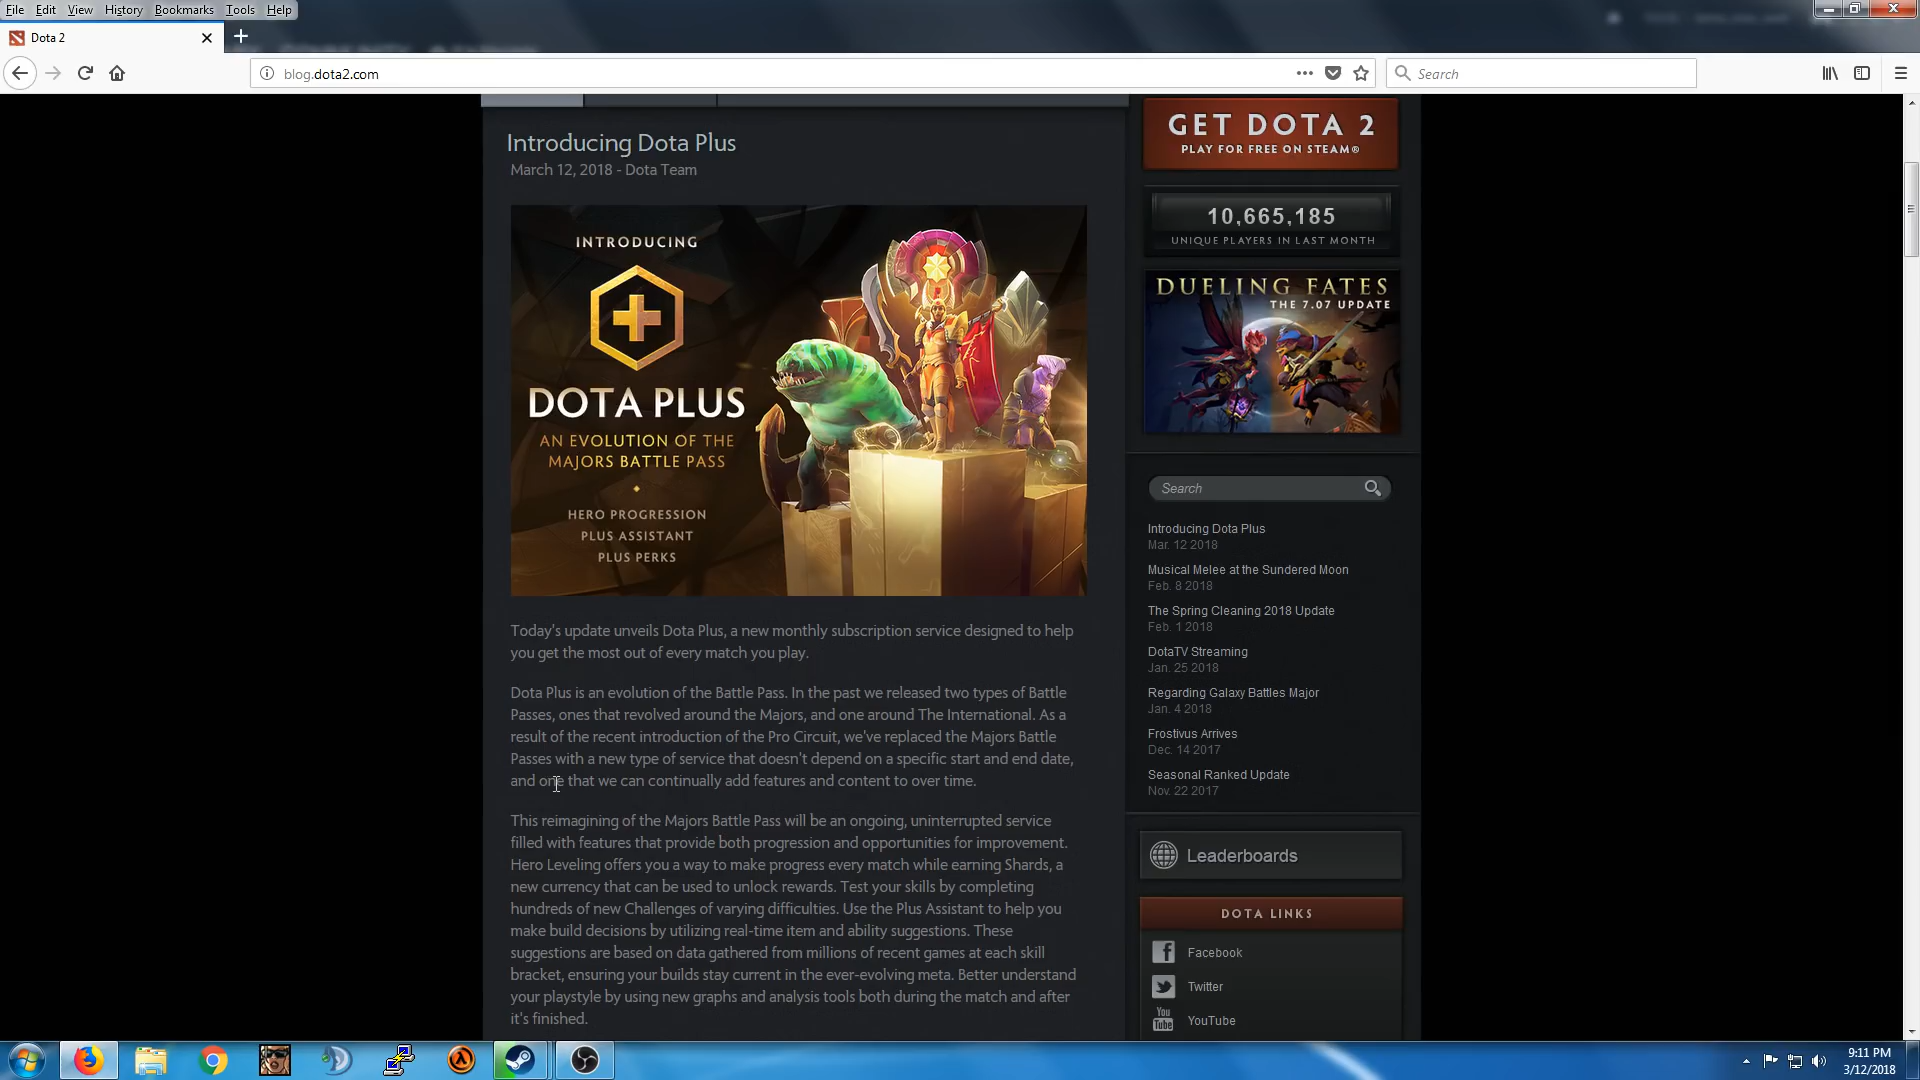 File Edit View History Bookmarks Tools Help
Dota 2
blog.dota2.com
Search
Introducing Dota Plus
March 12, 2018 - Dota Team
INTRODUCING
DOTA PLUS
AN EVOLUTION OF THE
MAJORS BATTLE PASS
HERO PROGRESSION
PLUS ASSISTANT
PLUS PERKS
Today's update unveils Dota Plus, a new monthly subscription service designed to help
you get the most out of every match you play.
Dota Plus is an evolution of the Battle Pass. In the past we released two types of Battle
Passes, ones that revolved around the Majors, and one around The International. As a
result of the recent introduction of the Pro Circuit, we've replaced the Majors Battle
Passes with a new type of service that doesn't depend on a specific start and end date,
and one that we can continually add features and content to over time.
This reimagining of the Majors Battle Pass will be an ongoing, uninterrupted service
filled with features that provide both progression and opportunities for improvement.
Hero Leveling offers you a way to make progress every match while earning Shards, a
new currency that can be used to unlock rewards. Test your skills by completing
hundreds of new Challenges of varying difficulties. Use the Plus Assistant to help you
make build decisions by utilizing real-time item and ability suggestions. These
suggestions are based on data gathered from millions of recent games at each skill
bracket, ensuring your builds stay current in the ever-evolving meta. Better understand
your playstyle by using new graphs and analysis tools both during the match and after
it's finished.
GET DOTA 2
PLAY FOR FREE ON STEAM®
10,665,185
UNIQUE PLAYERS IN LAST MONTH
DUELING FATES
THE 7.07 UPDATE
Search
Introducing Dota Plus
Mar. 12 2018
Musical Melee at the Sundered Moon
Feb. 8 2018
The Spring Cleaning 2018 Update
Feb. 1 2018
DotaTV Streaming
Jan. 25 2018
Regarding Galaxy Battles Major
Jan. 4 2018
Frostivus Arrives
Dec. 14 2017
Seasonal Ranked Update
Nov. 22 2017
Leaderboards
DOTA LINKS
Facebook
Twitter
You
Tube
YouTube
9:11 PM
3/12/2018